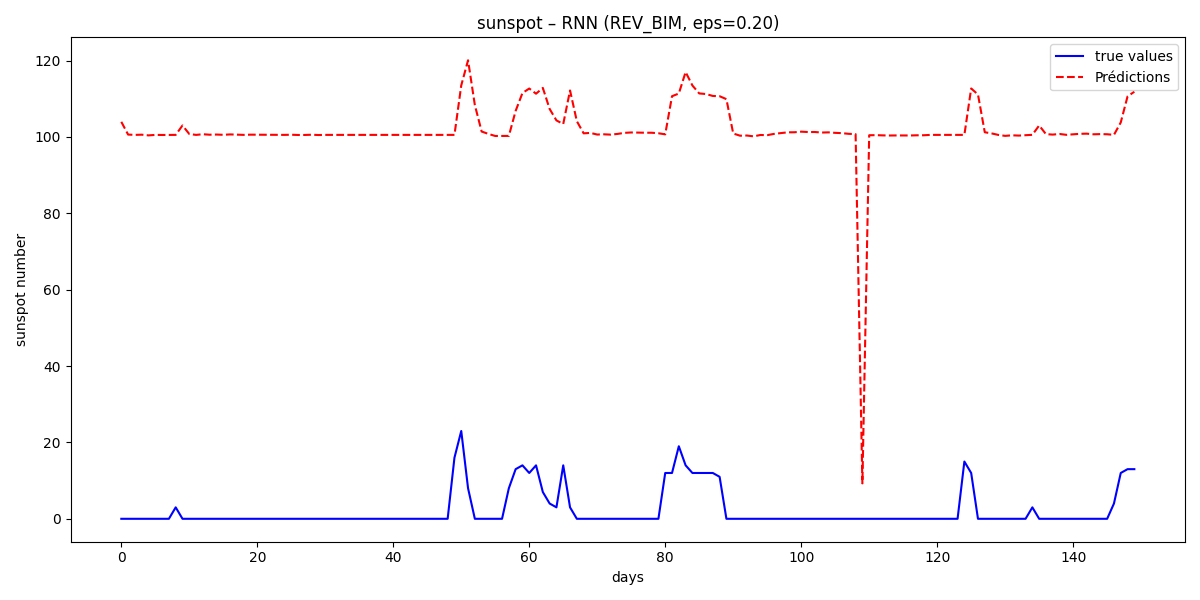 sunspot – RNN (REV_BIM, eps=0.20)
true values
Prédictions
sunspot number
120
100
80
60
40
20
0
0 20 40 60 80 100 120 140
days